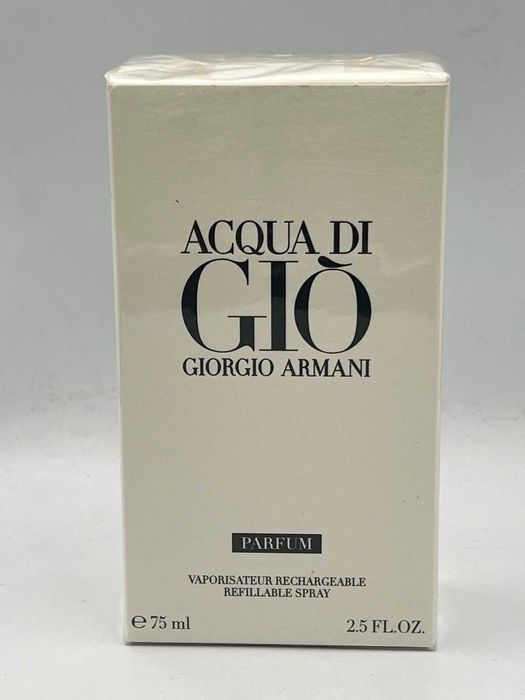 ACQUA DI
GIÒ
GIORGIO ARMANI
PARFUM
VAPORISATEUR RECHARGEABLE
REFILLABLE SPRAY
℮ 75 ml 2.5 FL.OZ.